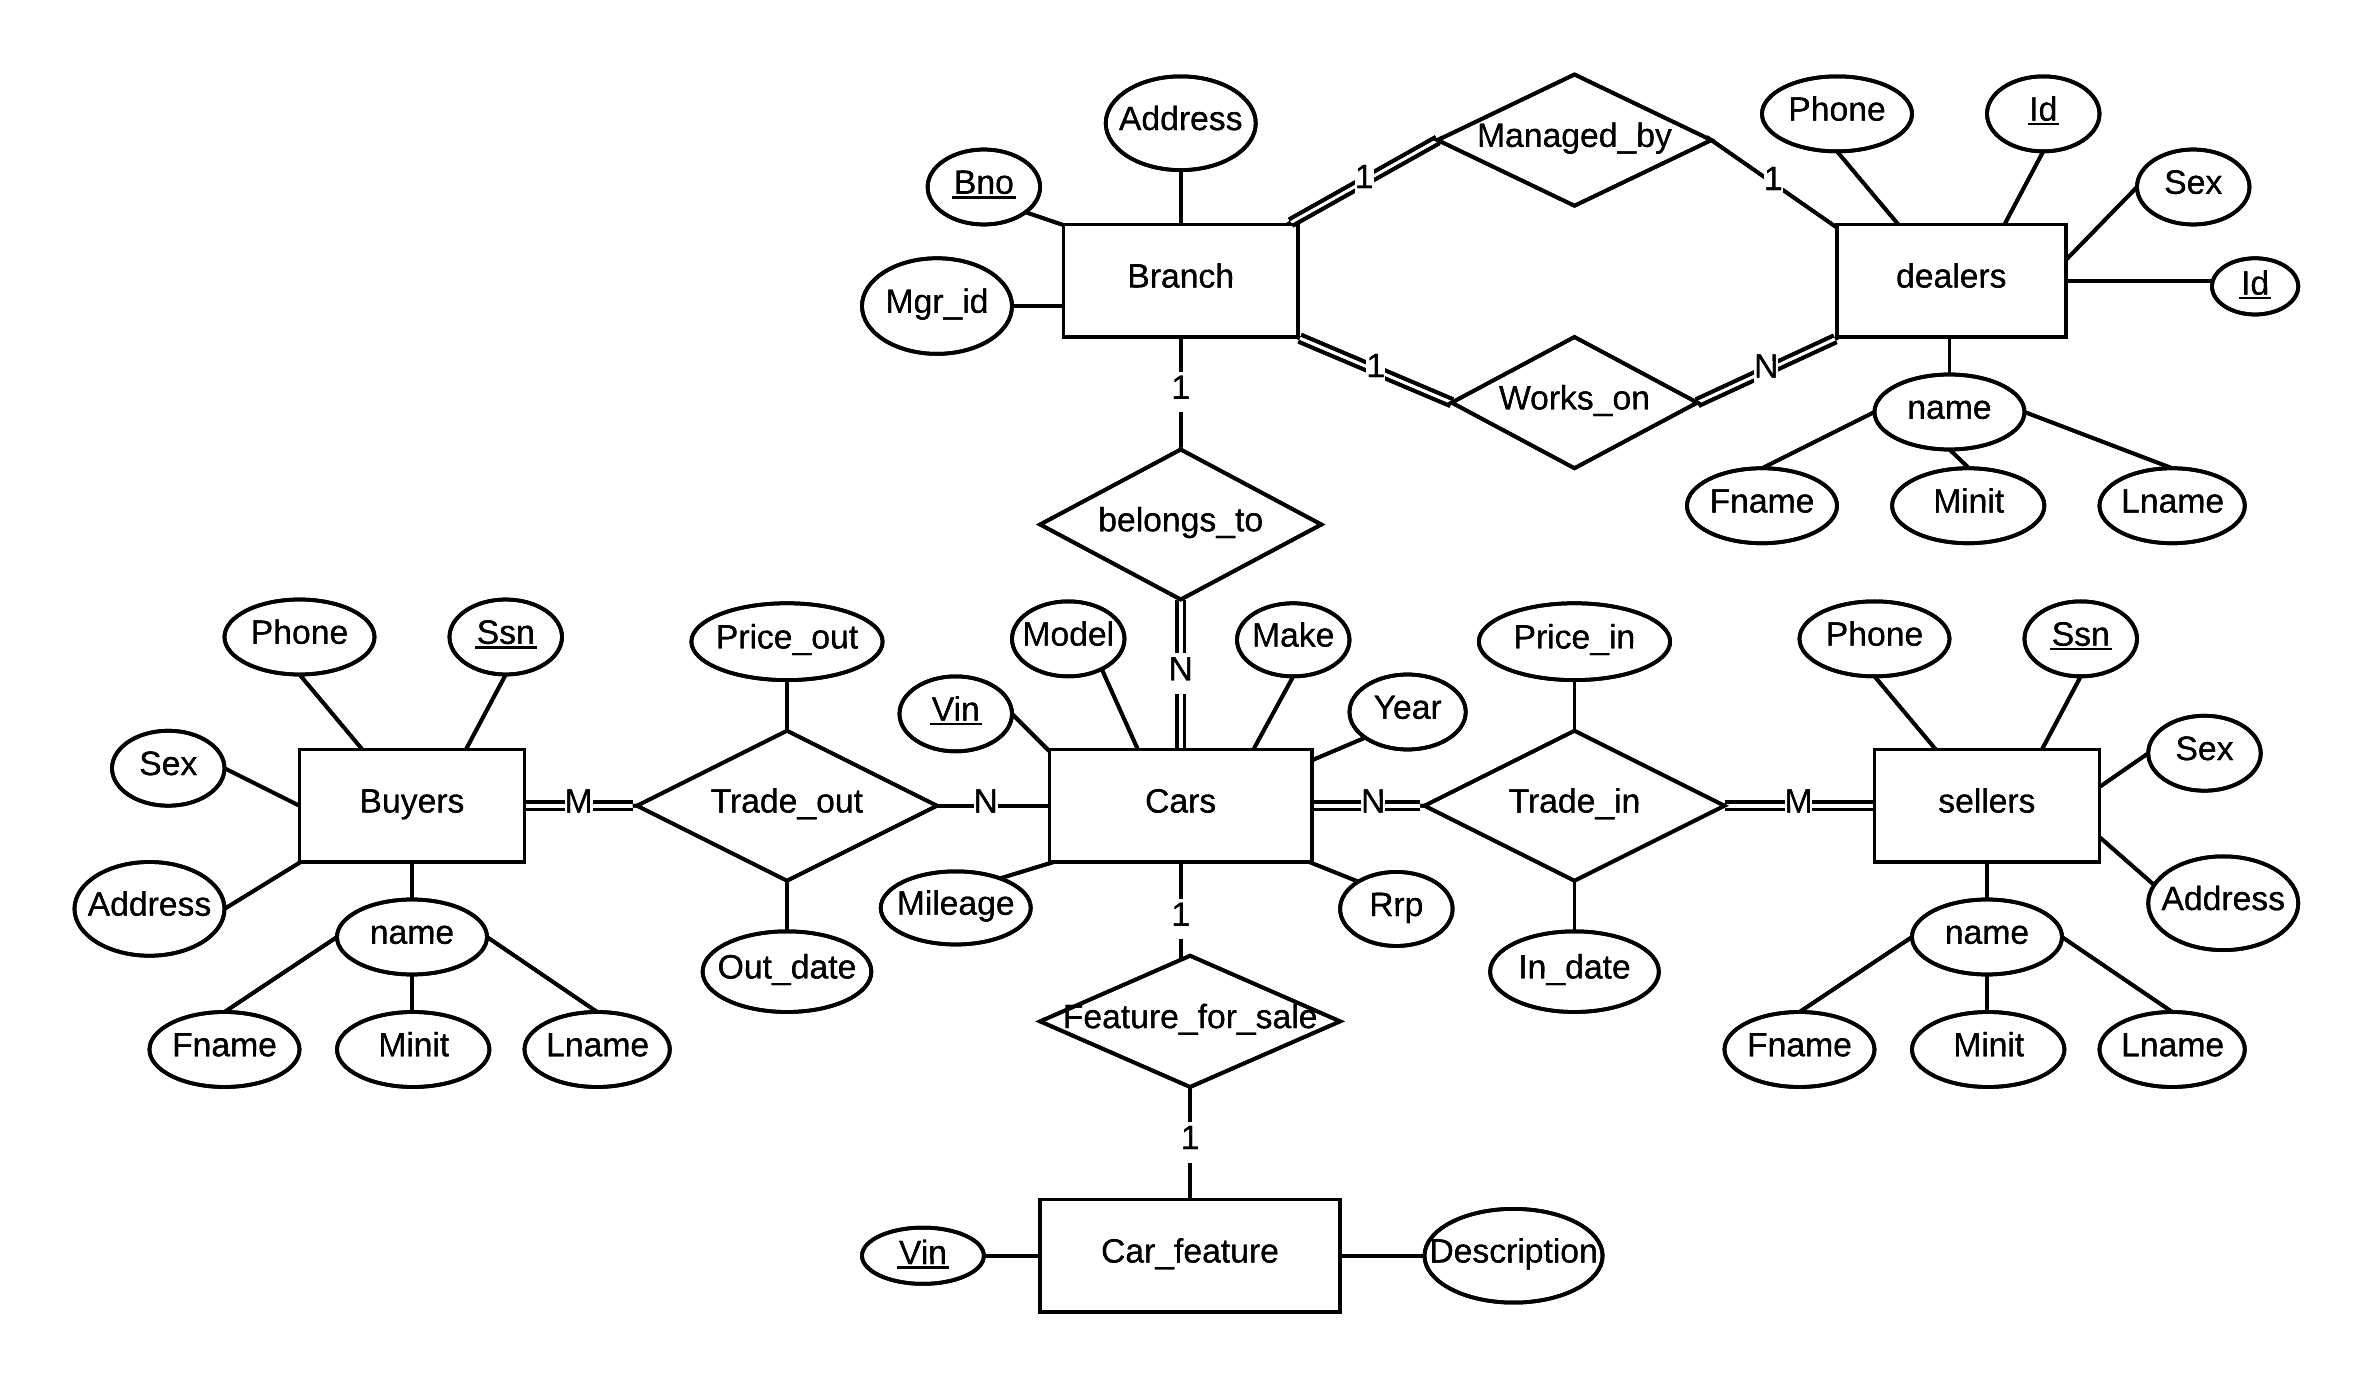 Address
Managed_by
Phone
Id
Bno
1
1
Sex
Branch
dealers
Id
Mgr_id
1
1
N
Works_on
name
Fname
Minit
Lname
belongs_to
Phone
Ssn
Price_out
Model
Make
Price_in
Phone
Ssn
N
Vin
Year
Sex
Sex
Buyers
M
Trade_out
N
Cars
N
Trade_in
M
sellers
Address
name
Mileage
1
Rrp
name
Address
Out_date
In_date
Fname
Minit
Lname
Feature_for_sale
Fname
Minit
Lname
1
Vin
Car_feature
Description